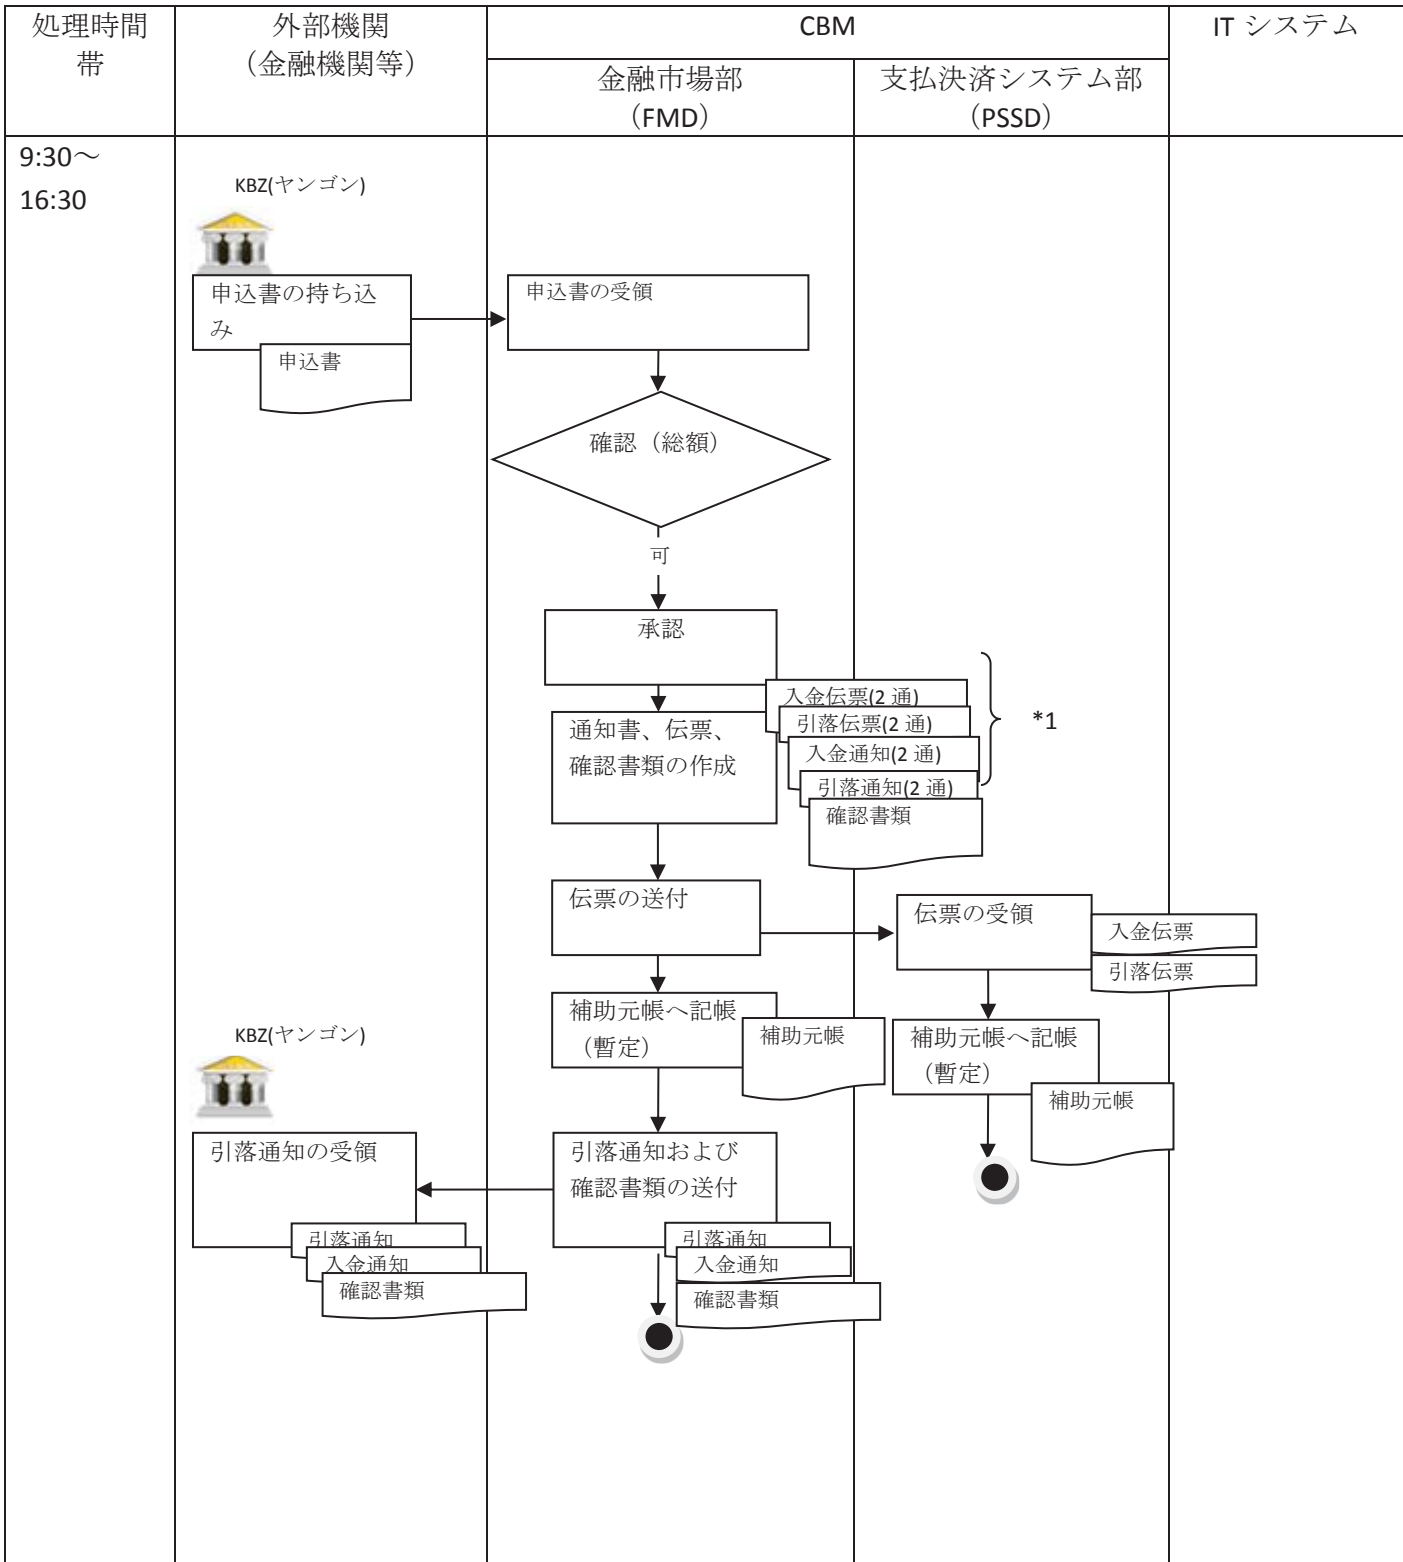 処理時間
帯
外部機関
（金融機関等）
CBM
IT システム
金融市場部
（FMD）
支払決済システム部
（PSSD）
9:30～
16:30
KBZ(ヤンゴン)
申込書の持ち込
み
申込書
申込書の受領
確認（総額）
可
承認
通知書、伝票、
確認書類の作成
入金伝票(2 通)
引落伝票(2 通)
入金通知(2 通)
引落通知(2 通)
確認書類
*1
伝票の送付
伝票の受領
入金伝票
引落伝票
補助元帳へ記帳
（暫定）
補助元帳
補助元帳へ記帳
（暫定）
補助元帳
KBZ(ヤンゴン)
引落通知の受領
引落通知
入金通知
確認書類
引落通知および
確認書類の送付
引落通知
入金通知
確認書類